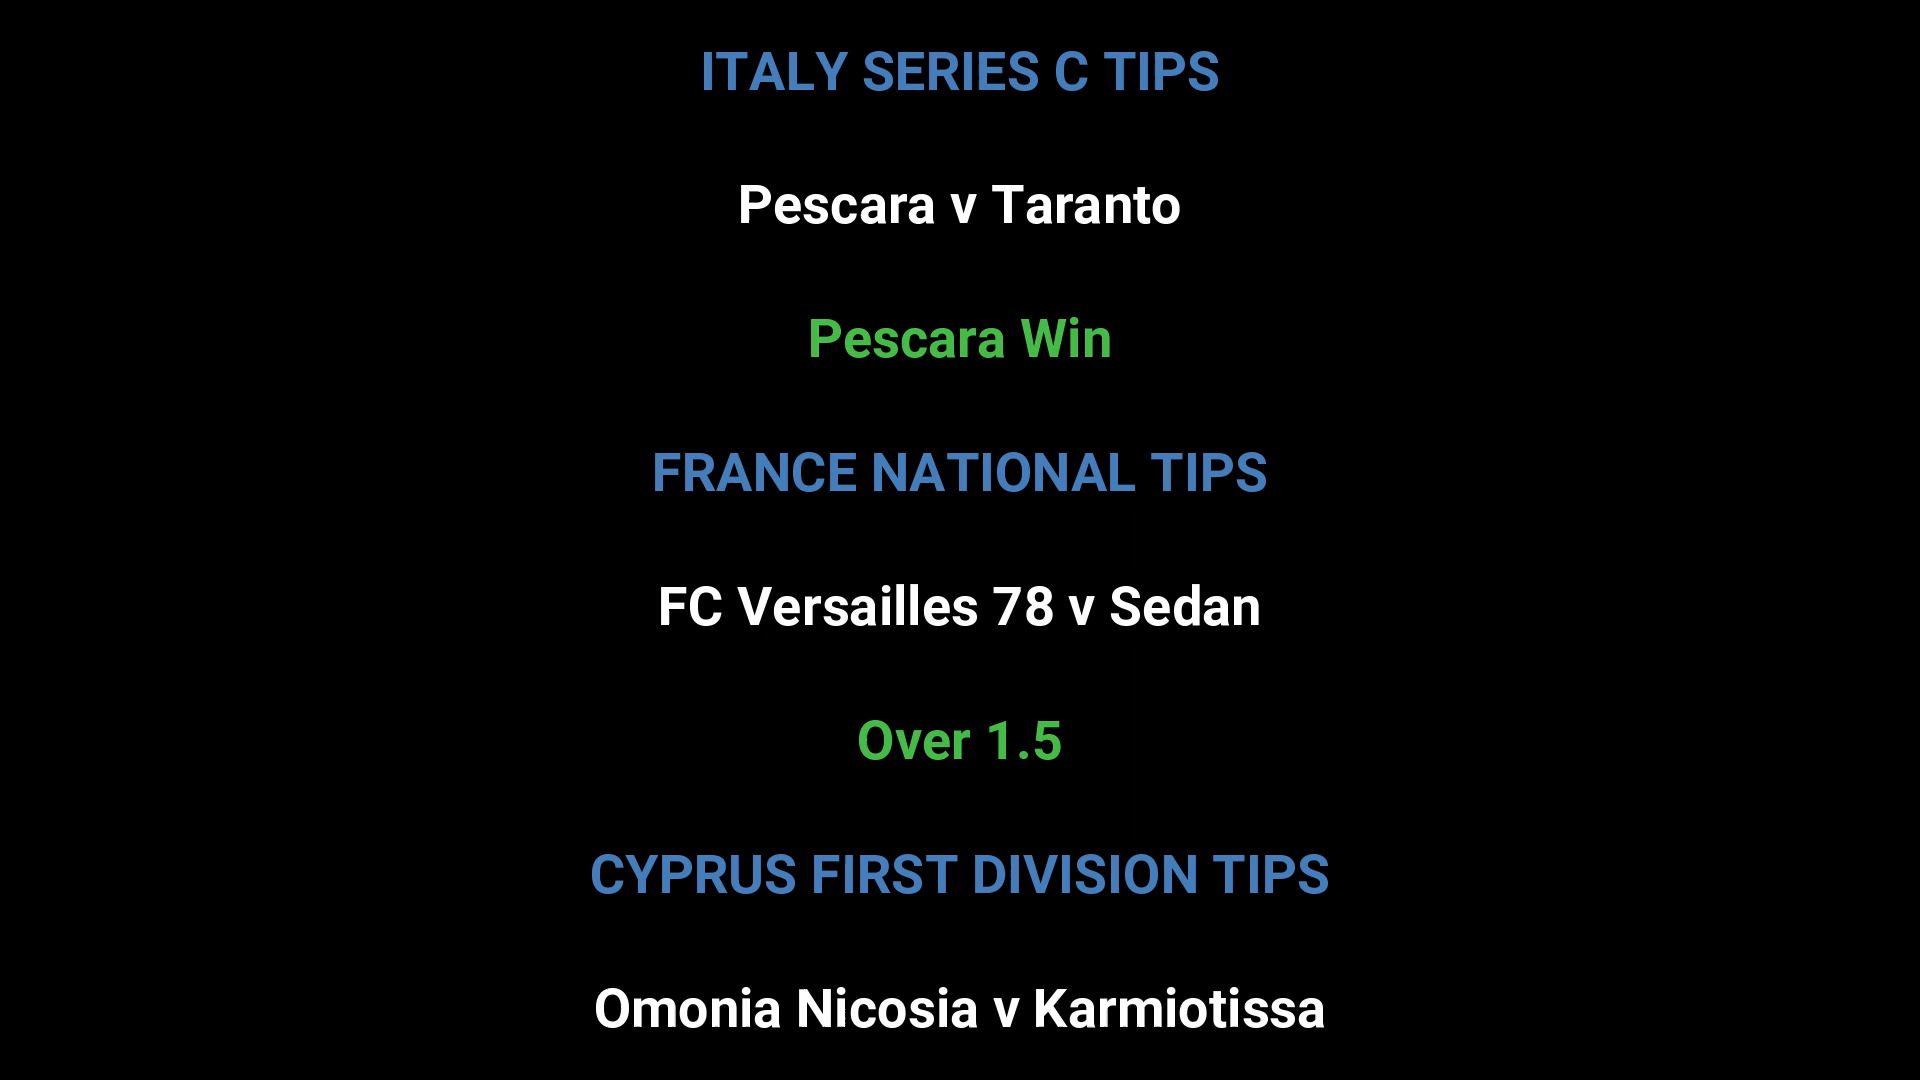 ITALY SERIES C TIPS
Pescara v Taranto
Pescara Win
FRANCE NATIONAL TIPS
FC Versailles 78 v Sedan
Over 1.5
CYPRUS FIRST DIVISION TIPS
Omonia Nicosia v Karmiotissa